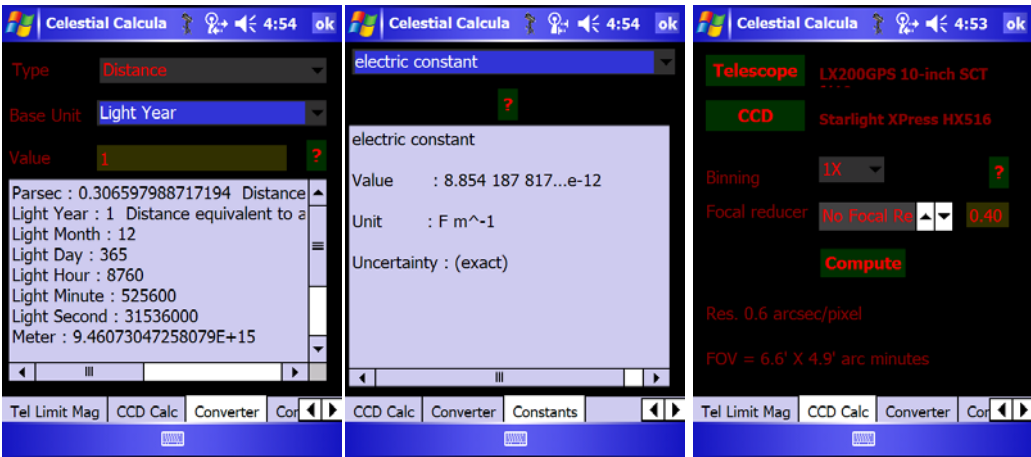 Celestial Calcula 4:54 ok
Type Distance
Base Unit Light Year
Value 1 ?
Parsec : 0.306597988717194 Distance
Light Year : 1 Distance equivalent to a
Light Month : 12
Light Day : 365
Light Hour : 8760
Light Minute : 525600
Light Second : 31536000
Meter : 9.46073047258079E+15
Tel Limit Mag CCD Calc Converter Cor
Celestial Calcula 4:54 ok
electric constant
?
electric constant
Value : 8.854 187 817...e-12
Unit : F m^-1
Uncertainty : (exact)
CCD Calc Converter Constants
Celestial Calcula 4:53 ok
Telescope LX200GPS 10-inch SCT
CCD Starlight XPress HX516
Binning 1X ?
Focal reducer No Focal Re 0.40
Compute
Res. 0.6 arcsec/pixel
FOV = 6.6' X 4.9' arc minutes
Tel Limit Mag CCD Calc Converter Cor